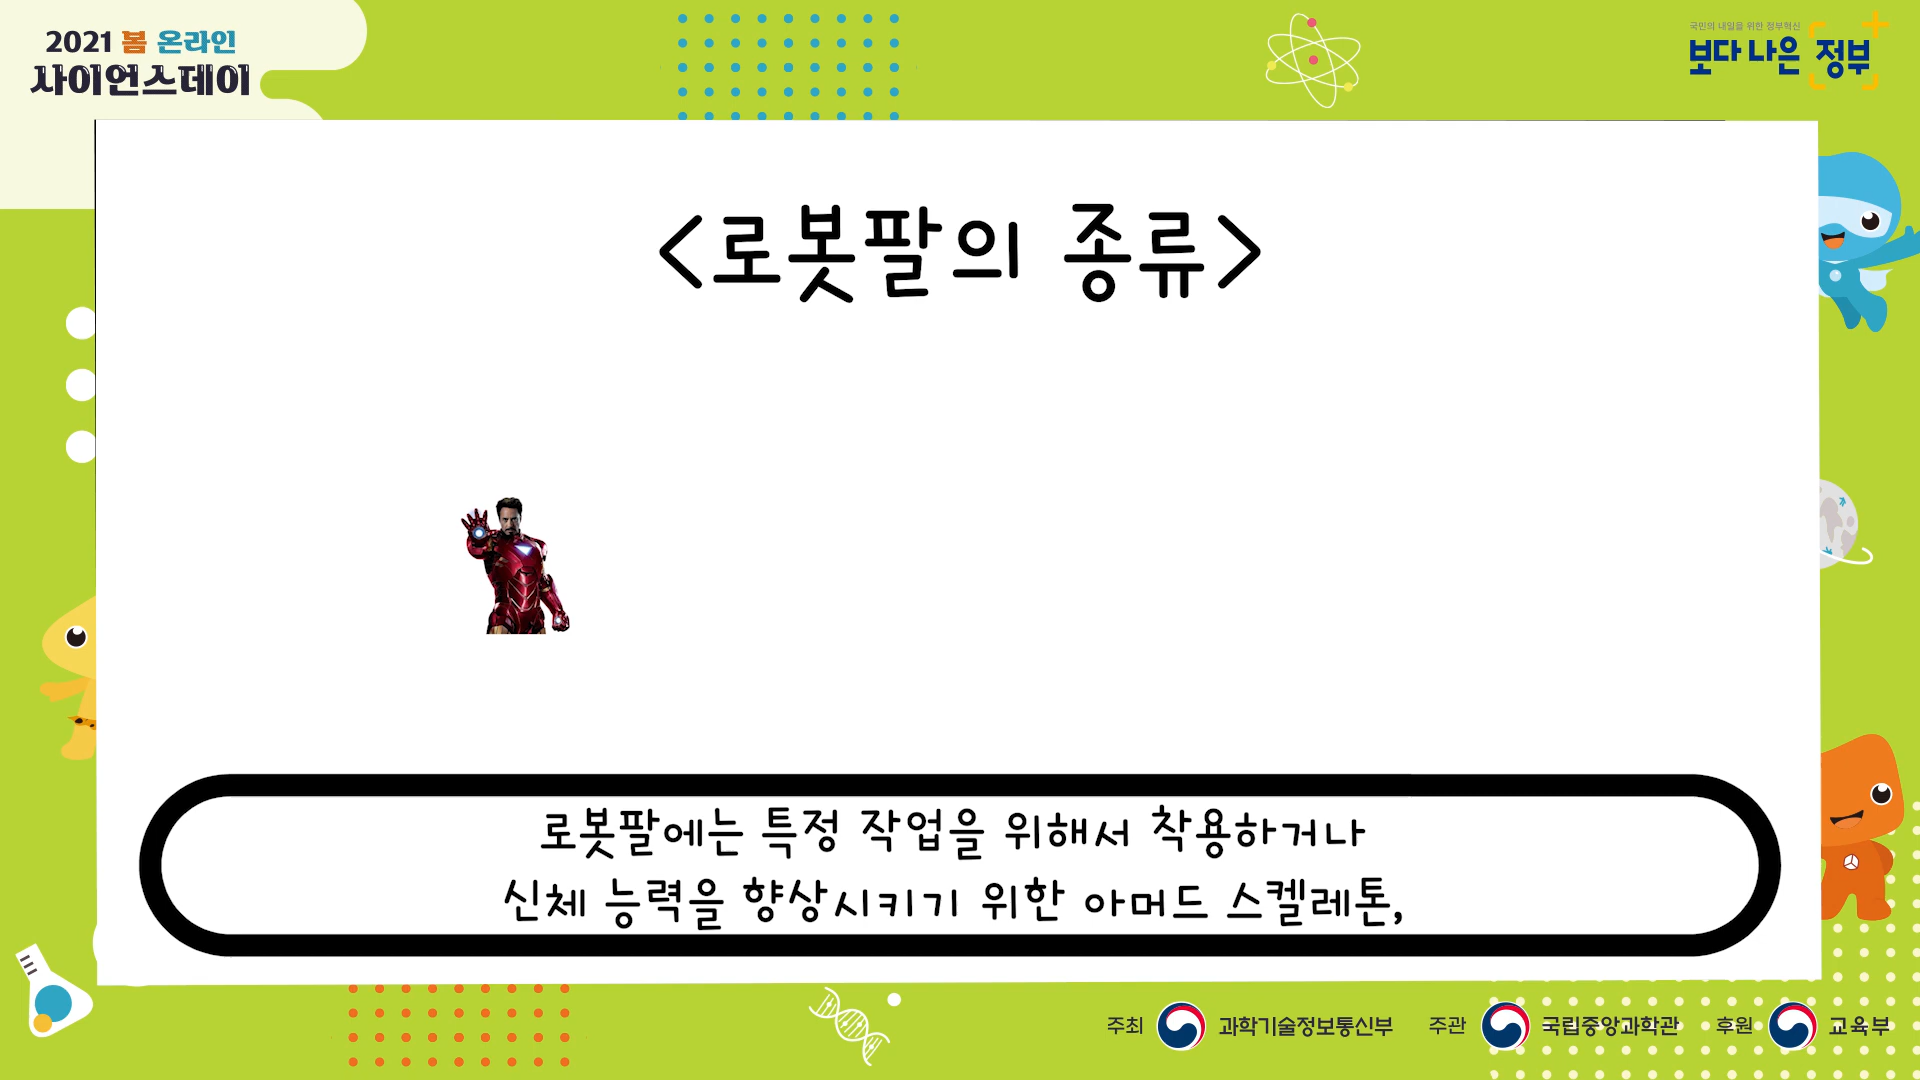 2021 봄 온라인
사이언스데이
국민의 내일을 위한 정부혁신
보다 나은 정부
<로봇팔의 종류>
로봇팔에는 특정 작업을 위해서 착용하거나
신체 능력을 향상시키기 위한 아머드 스켈레톤,
주최 과학기술정보통신부 주관 국립중앙과학관 후원 교육부